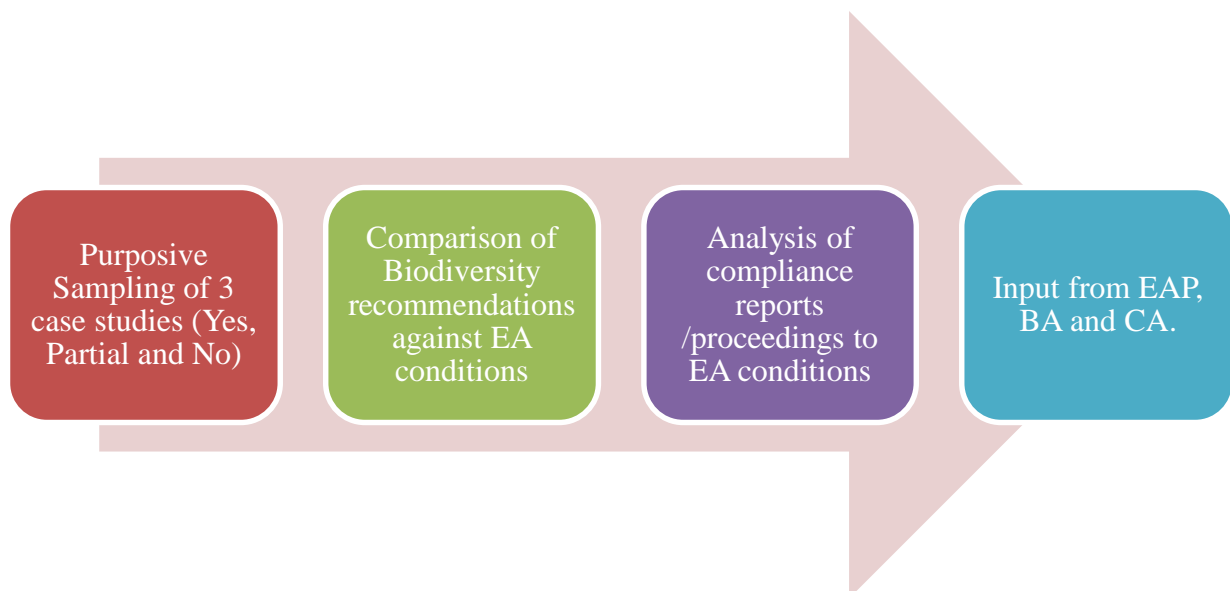 Purposive
Sampling of 3
case studies (Yes,
Partial and No)
Comparison of
Biodiversity
recommendations
against EA
conditions
Analysis of
compliance
reports
/proceedings to
EA conditions
Input from EAP,
BA and CA.